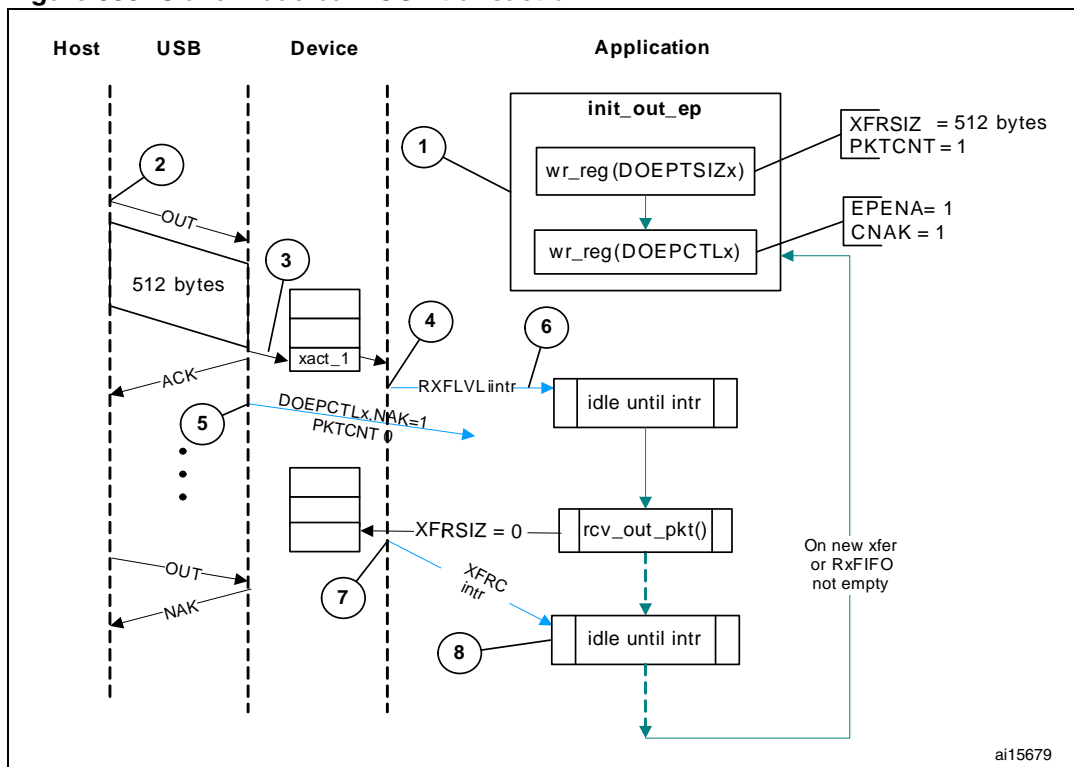 Host
USB
Device
Application
init_out_ep
1
wr_reg(DOEPTSIZx)
XFRSIZ = 512 bytes
PKTCNT = 1
wr_reg(DOEPCTLx)
EPENA= 1
CNAK = 1
2
OUT
512 bytes
3
xact_1
4
6
ACK
RXFLVL iintr
idle until intr
5
DOEPCTLx.NAK=1
PKTCNT 0
XFRSIZ = 0
rcv_out_pkt()
On new xfer
or RxFIFO
not empty
OUT
NAK
7
XFRC
intr
8
idle until intr
ai15679